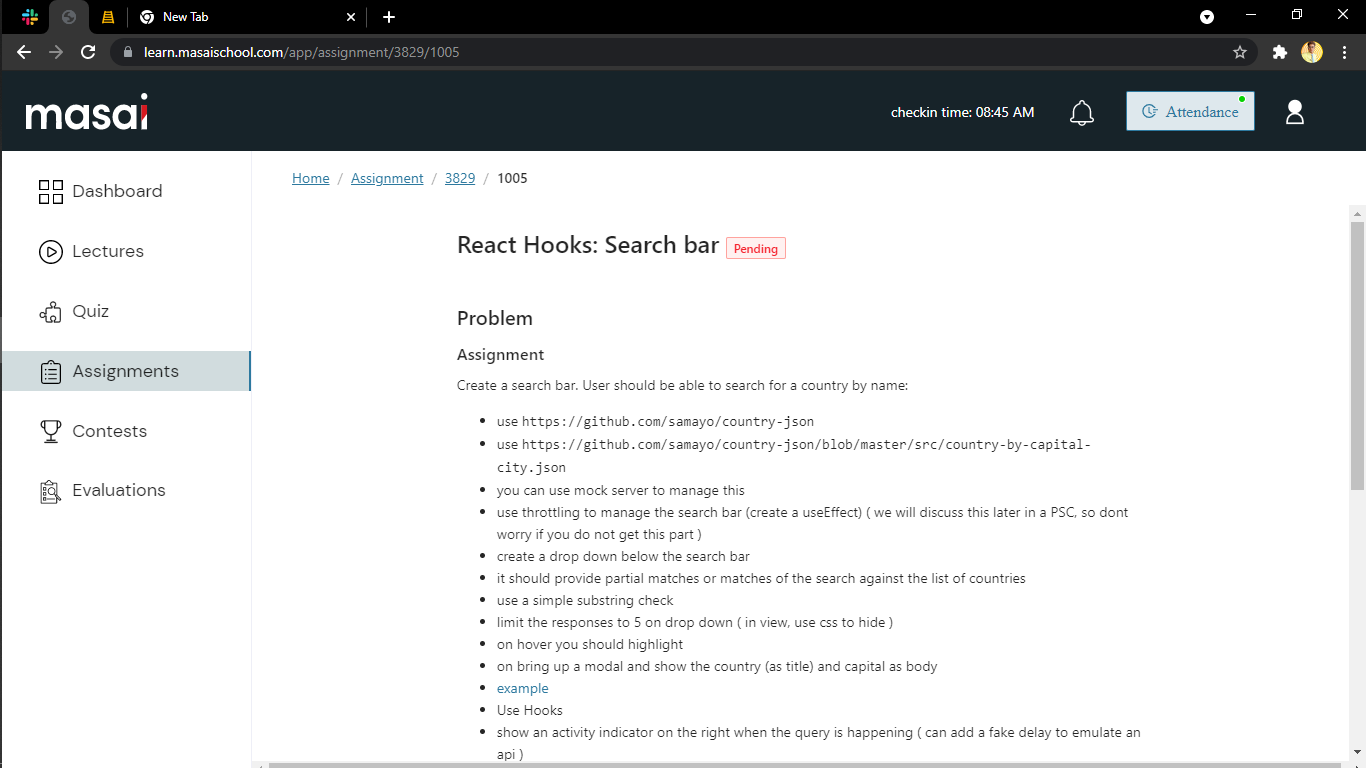 New Tab
learn.masaischool.com/app/assignment/3829/1005
masai
checkin time: 08:45 AM
Attendance
Dashboard
Lectures
Quiz
Assignments
Contests
Evaluations
Home / Assignment / 3829 / 1005
React Hooks: Search bar Pending
Problem
Assignment
Create a search bar. User should be able to search for a country by name:
• use https://github.com/samayo/country-json
• use https://github.com/samayo/country-json/blob/master/src/country-by-capital-
city.json
• you can use mock server to manage this
• use throttling to manage the search bar (create a useEffect) ( we will discuss this later in a PSC, so dont
worry if you do not get this part )
• create a drop down below the search bar
• it should provide partial matches or matches of the search against the list of countries
• use a simple substring check
• limit the responses to 5 on drop down ( in view, use css to hide )
• on hover you should highlight
• on bring up a modal and show the country (as title) and capital as body
• example
• Use Hooks
• show an activity indicator on the right when the query is happening ( can add a fake delay to emulate an
api )